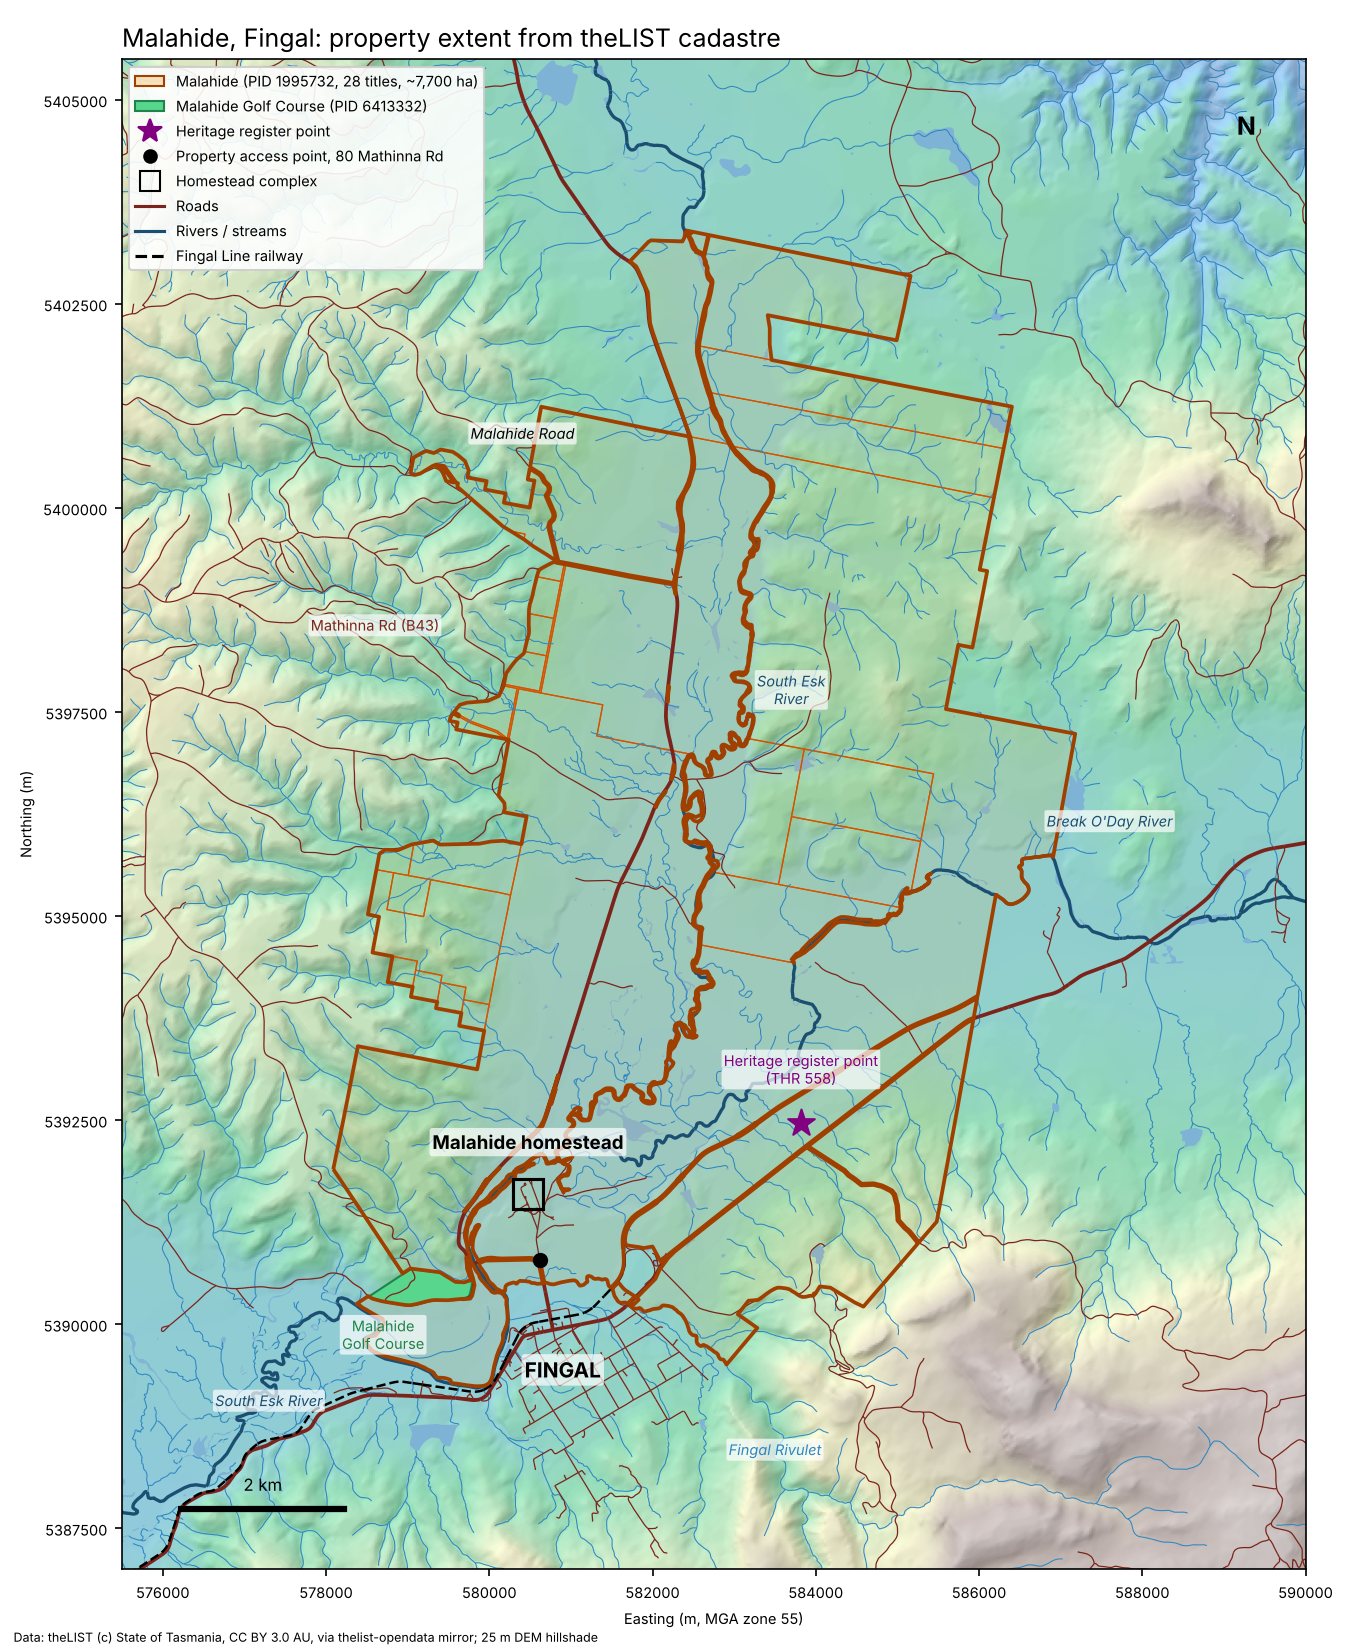 Malahide, Fingal: property extent from theLIST cadastre
Malahide (PID 1995732, 28 titles, ~7,700 ha)
Malahide Golf Course (PID 6413332)
Heritage register point
Property access point, 80 Mathinna Rd
Homestead complex
Roads
Rivers / streams
Fingal Line railway
N
5405000
5402500
5400000
5397500
5395000
5392500
5390000
5387500
Northing (m)
Malahide Road
Mathinna Rd (B43)
South Esk
River
Break O'Day River
Heritage register point
(THR 558)
Malahide homestead
Malahide
Golf Course
FINGAL
South Esk River
Fingal Rivulet
2 km
576000
578000
580000
582000
584000
586000
588000
590000
Easting (m, MGA zone 55)
Data: theLIST (c) State of Tasmania, CC BY 3.0 AU, via thelist-opendata mirror; 25 m DEM hillshade